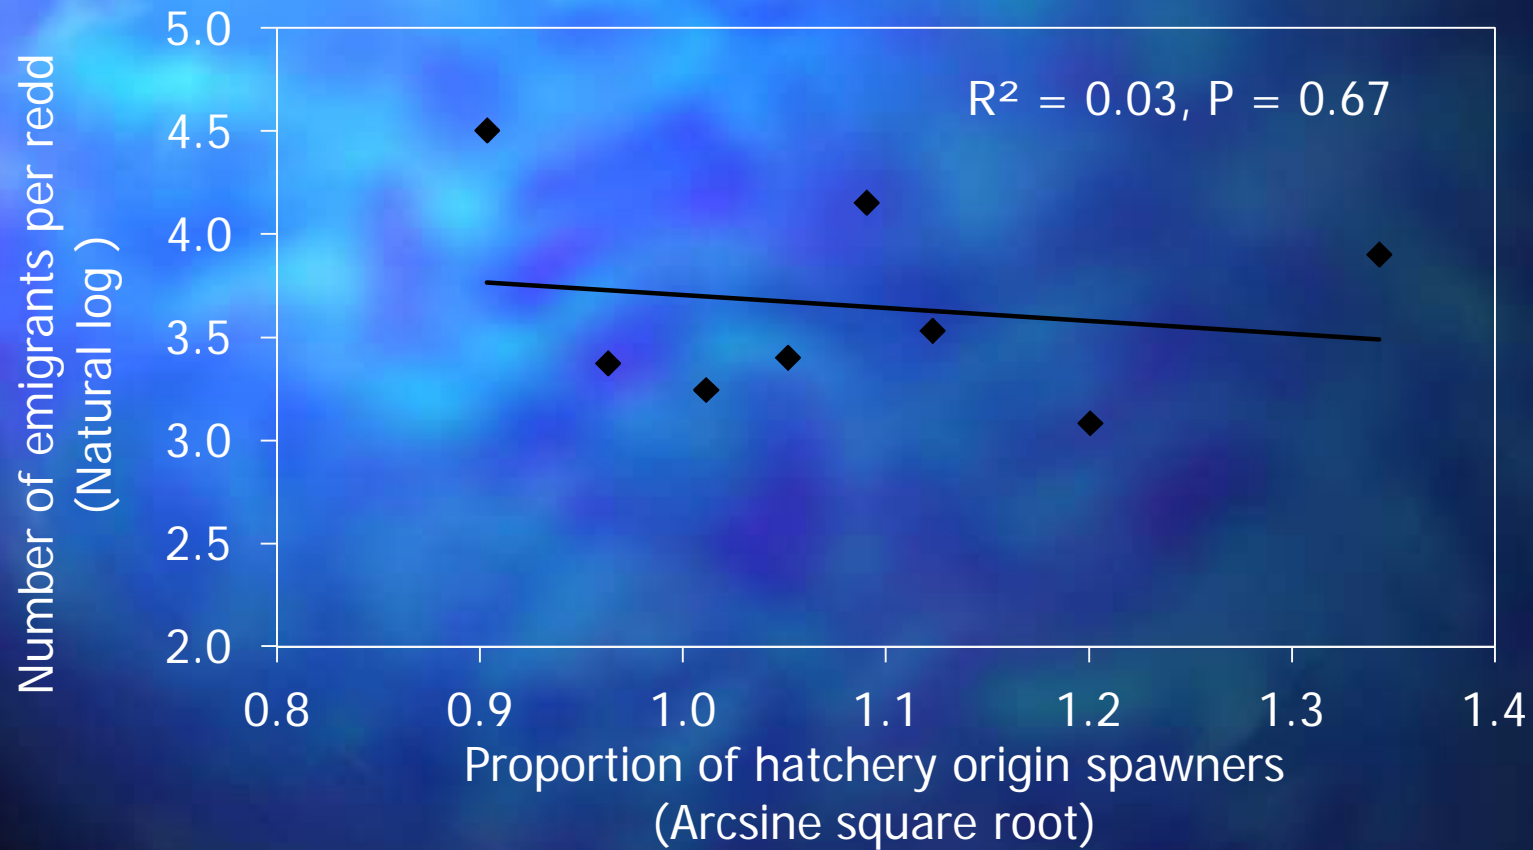 5.0
4.5
4.0
3.5
3.0
2.5
2.0
Number of emigrants per redd
(Natural log )
R² = 0.03, P = 0.67
0.8 0.9 1.0 1.1 1.2 1.3 1.4
Proportion of hatchery origin spawners
(Arcsine square root)